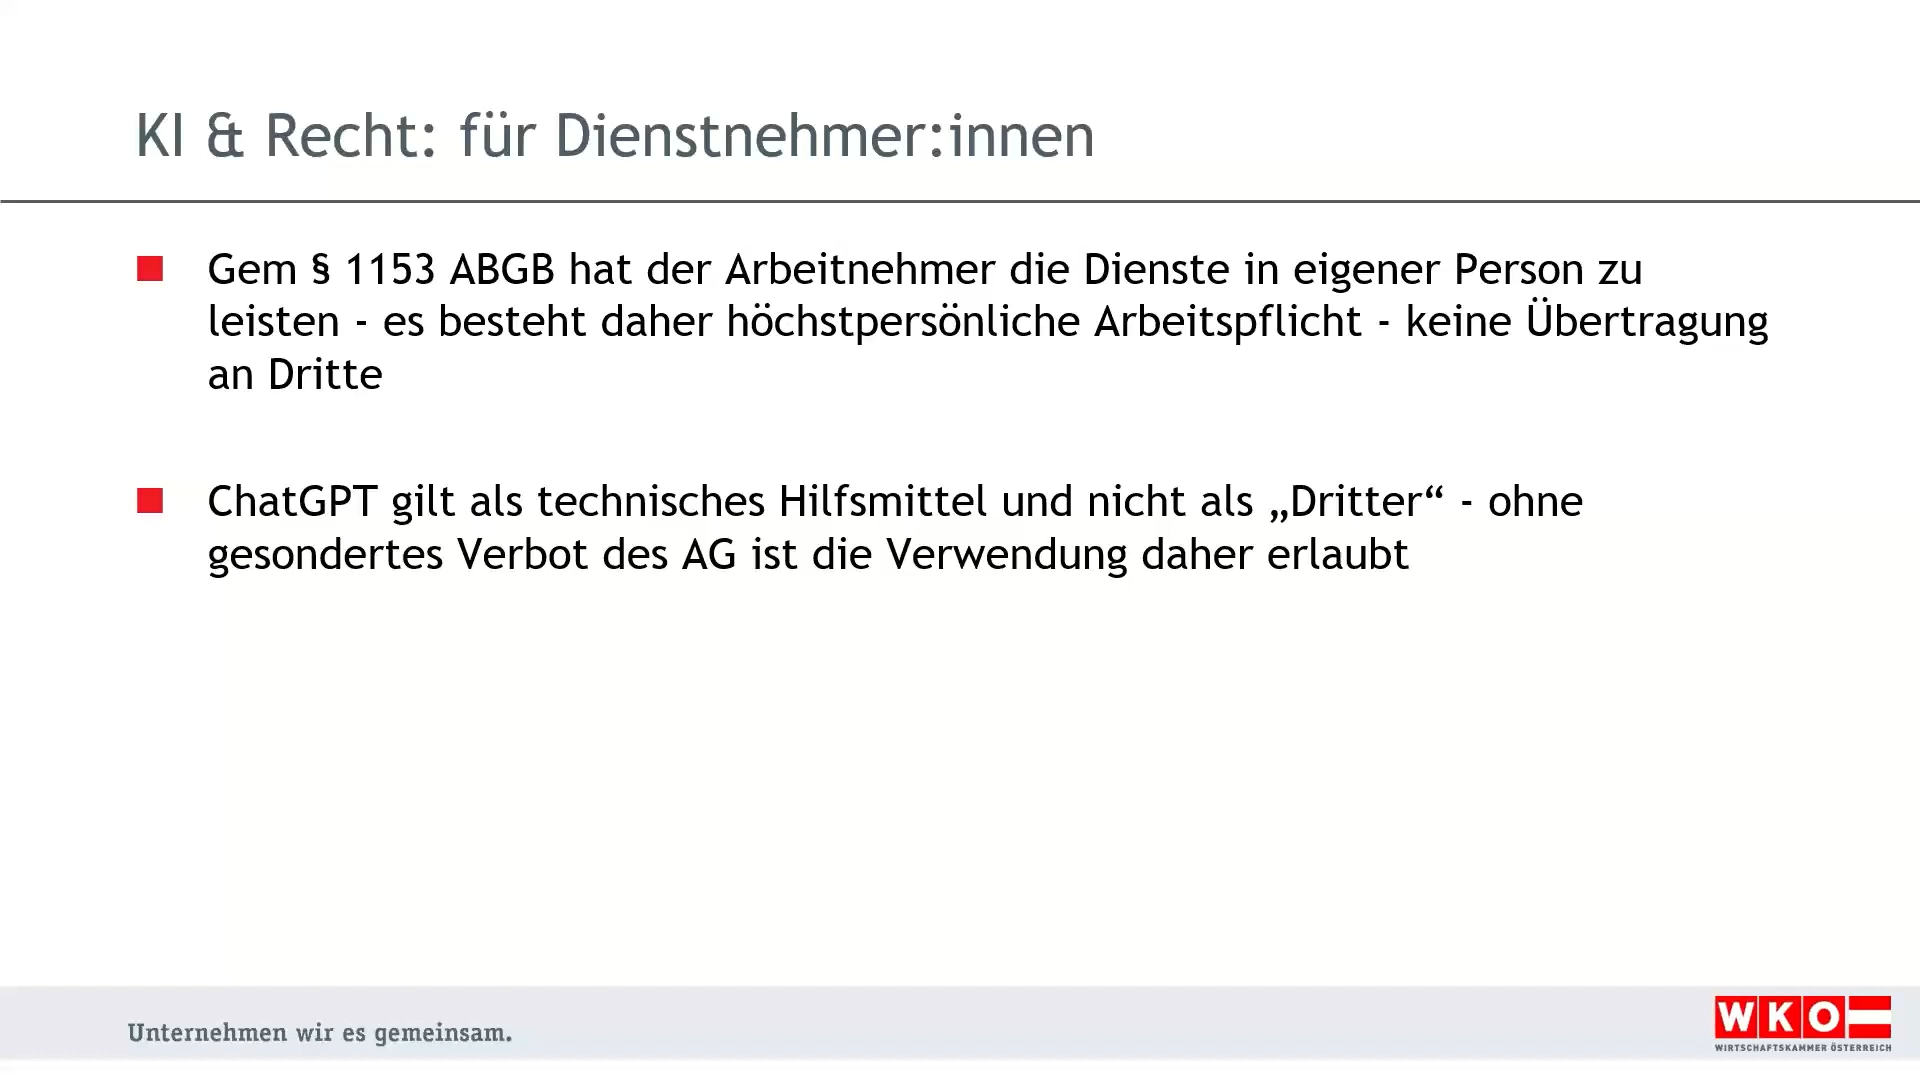 KI & Recht: für Dienstnehmer:innen
Gem § 1153 ABGB hat der Arbeitnehmer die Dienste in eigener Person zu
leisten - es besteht daher höchstpersönliche Arbeitspflicht - keine Übertragung
an Dritte
ChatGPT gilt als technisches Hilfsmittel und nicht als „Dritter“ - ohne
gesondertes Verbot des AG ist die Verwendung daher erlaubt
Unternehmen wir es gemeinsam.
WKO
WIRTSCHAFTSKAMMER ÖSTERREICH